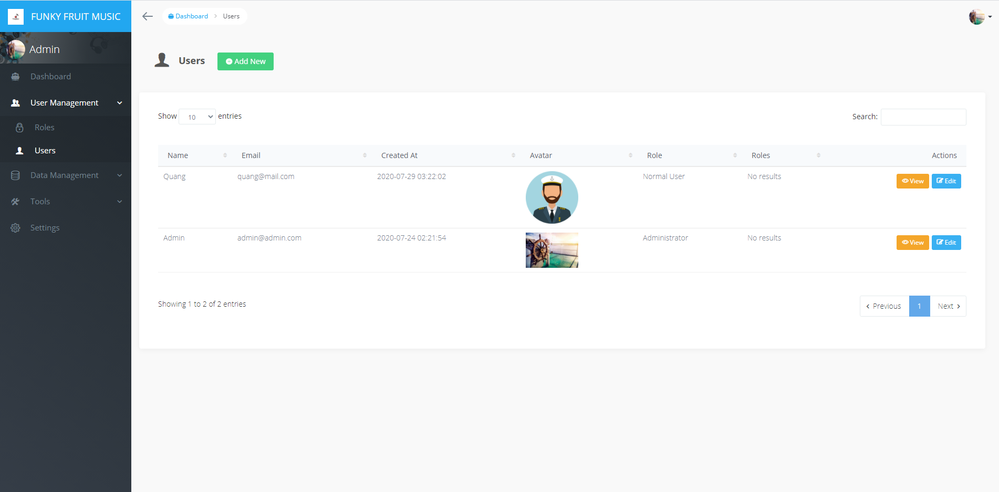 FUNKY FRUIT MUSIC
Dashboard
Users
Admin
Dashboard
User Management
Roles
Users
Data Management
Tools
Settings
Users
Add New
Show 10 entries
Search:
Name Email Created At Avatar Role Roles Actions
Quang quang@mail.com 2020-07-29 03:22:02 Normal User No results View Edit
Admin admin@admin.com 2020-07-24 02:21:54 Administrator No results View Edit
Showing 1 to 2 of 2 entries
Previous 1 Next